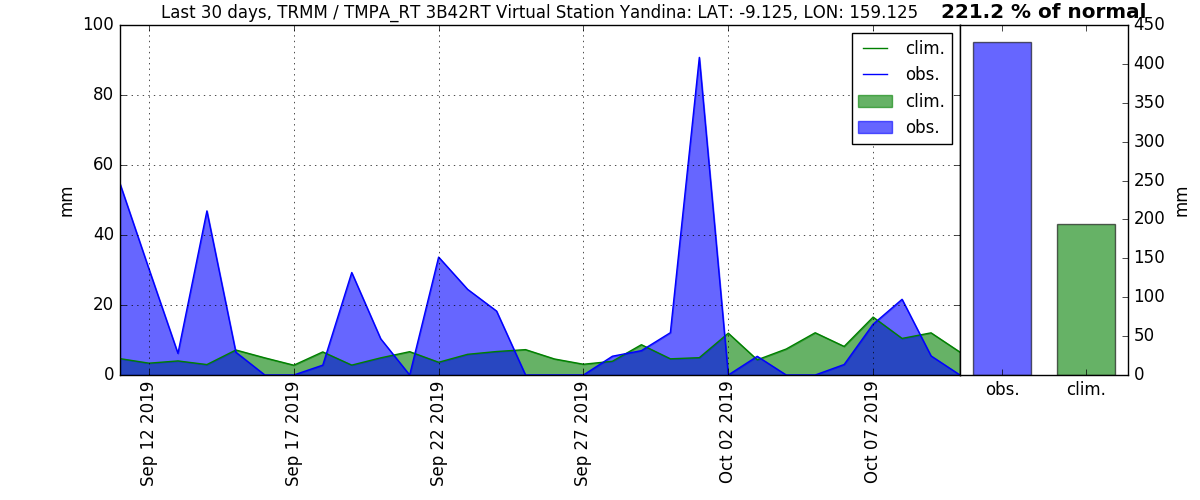 Last 30 days, TRMM / TMPA_RT 3B42RT Virtual Station Yandina: LAT: -9.125, LON: 159.125
221.2 % of normal
100
80
60
40
20
0
mm
clim.
obs.
clim.
obs.
Sep 12 2019
Sep 17 2019
Sep 22 2019
Sep 27 2019
Oct 02 2019
Oct 07 2019
450
400
350
300
250
200
150
100
50
0
mm
obs.
clim.